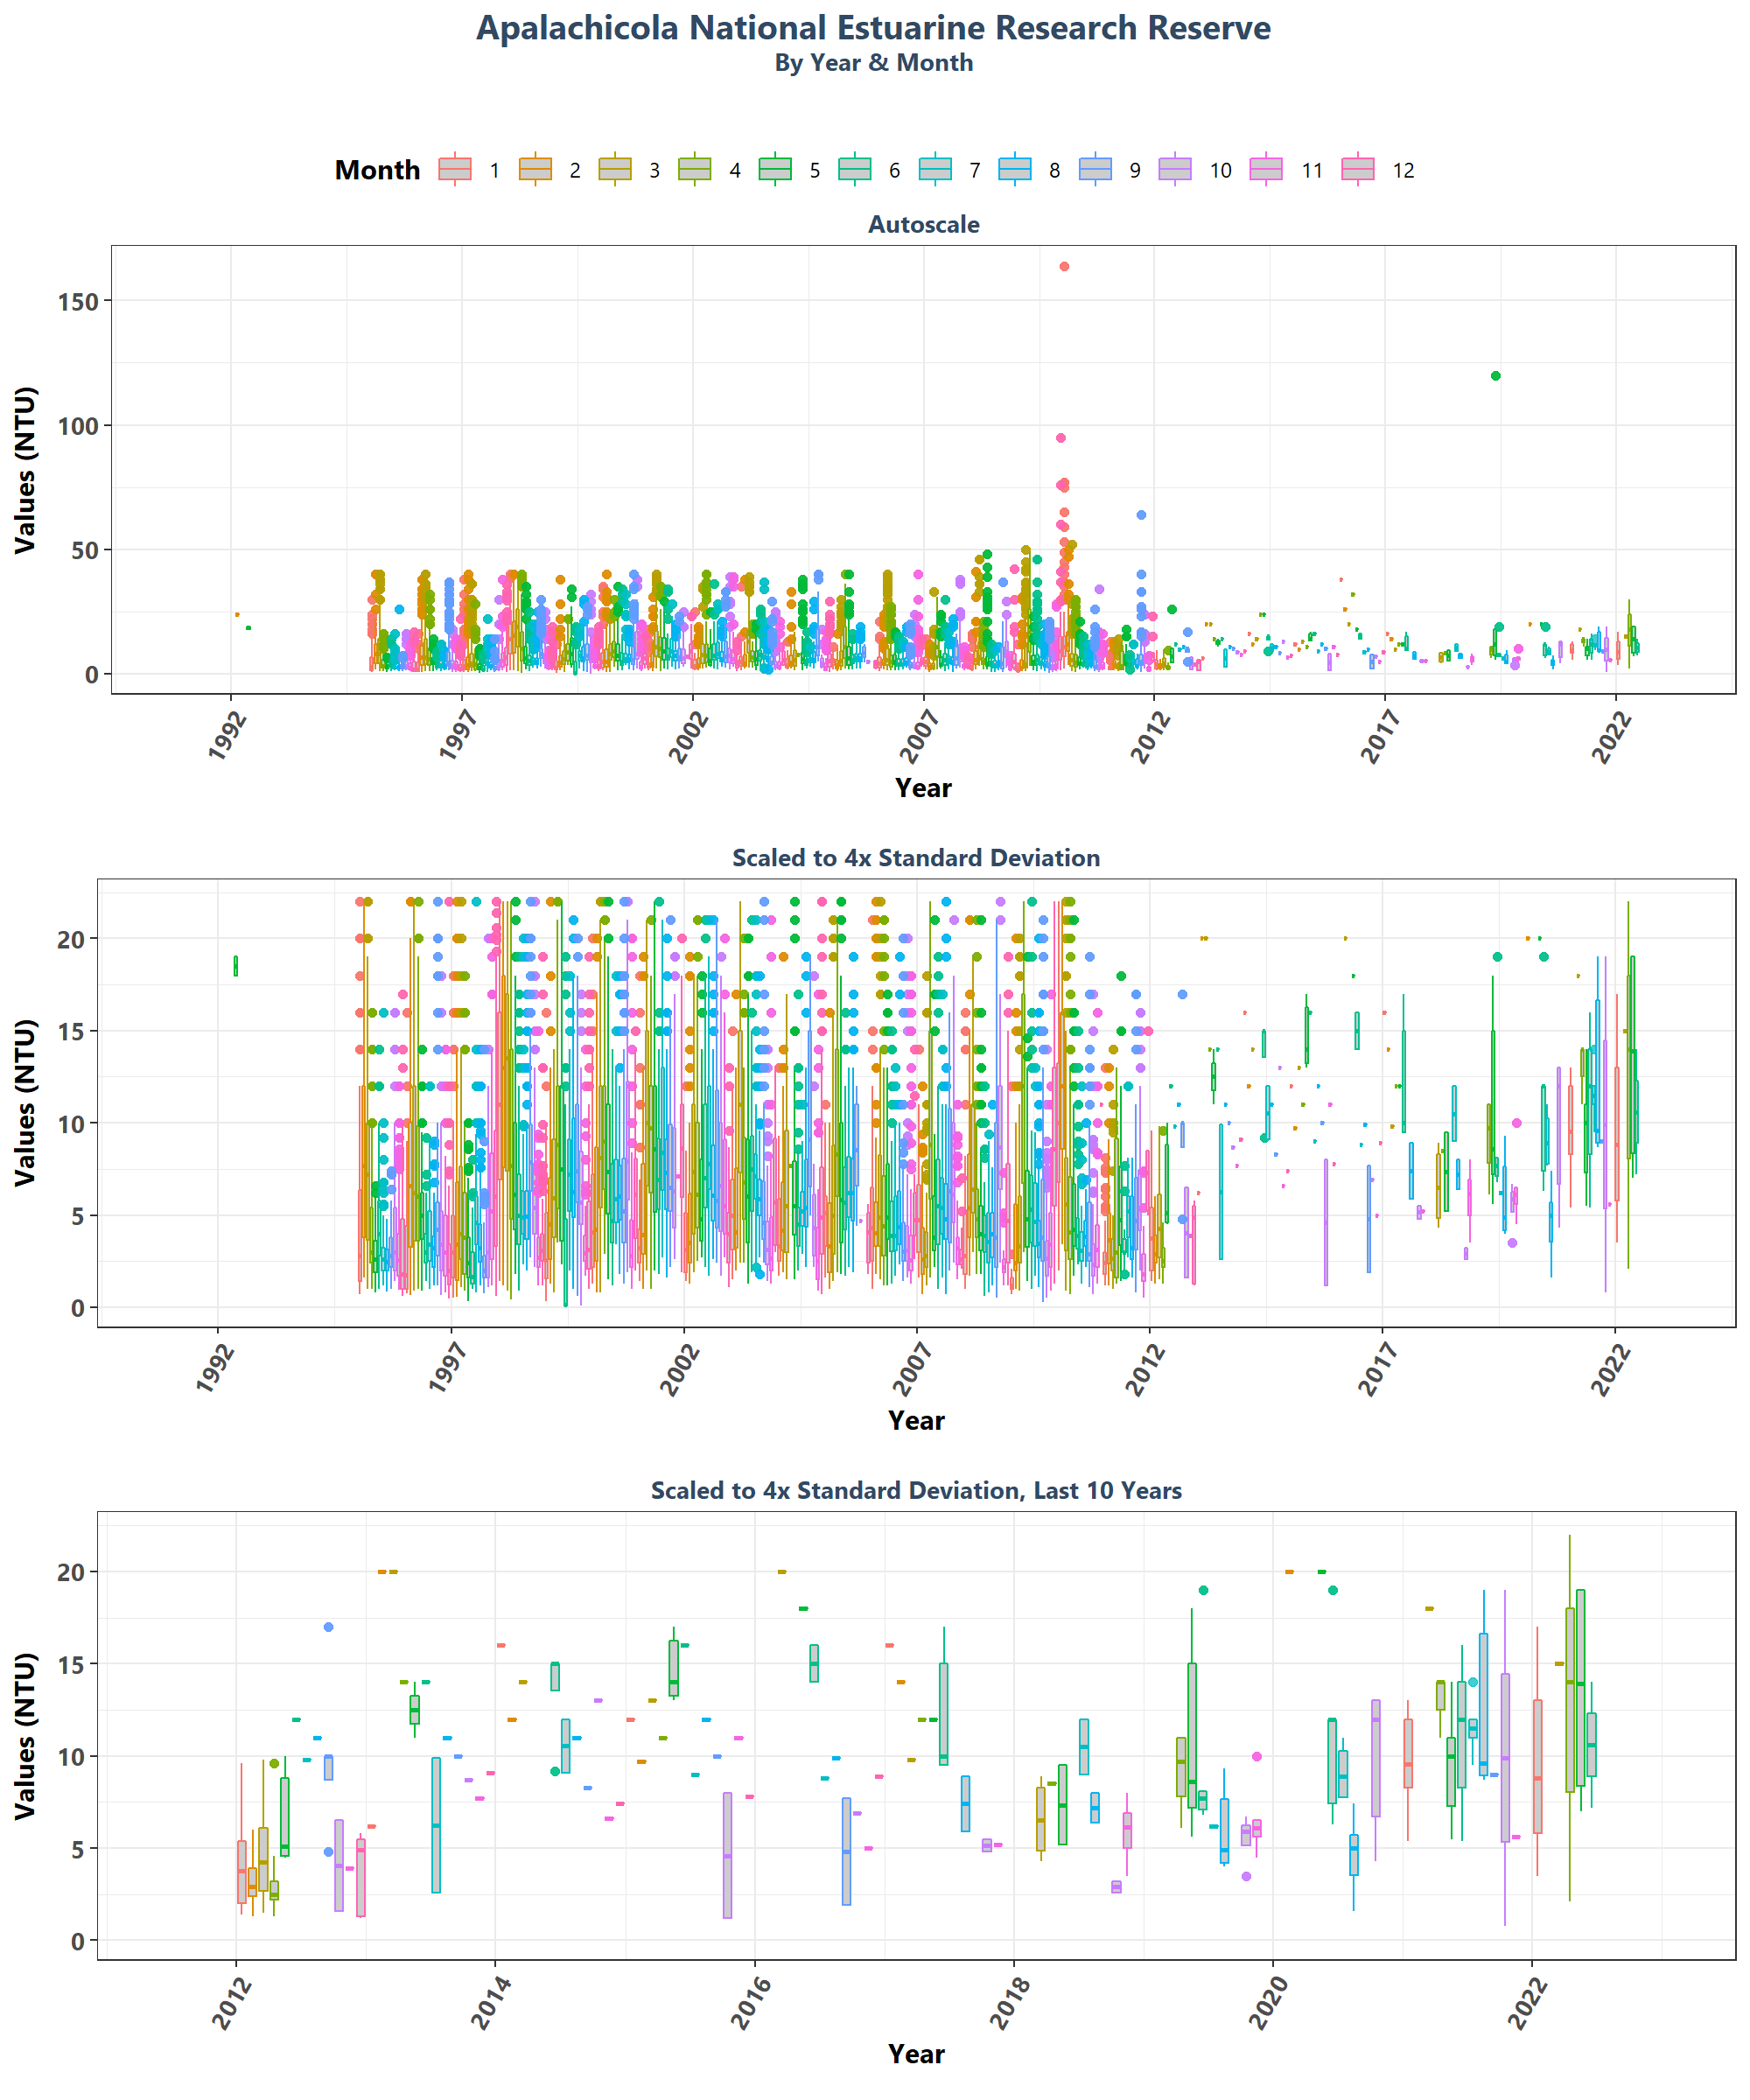 Apalachicola National Estuarine Research Reserve
By Year & Month
Month 1 2 3 4 5 6 7 8 9 10 11 12
Autoscale
Values (NTU)
150
100
50
0
1992 1997 2002 2007 2012 2017 2022
Year
Scaled to 4x Standard Deviation
Values (NTU)
20
15
10
5
0
1992 1997 2002 2007 2012 2017 2022
Year
Scaled to 4x Standard Deviation, Last 10 Years
Values (NTU)
20
15
10
5
0
2012 2014 2016 2018 2020 2022
Year